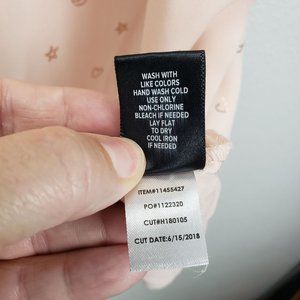 WASH WITH
LIKE COLORS
HAND WASH COLD
USE ONLY
NON-CHLORINE
BLEACH IF NEEDED
LAY FLAT
TO DRY
COOL IRON
IF NEEDED
ITEM#11455427
PO#1122320
CUT#H180105
CUT DATE:6/15/2018